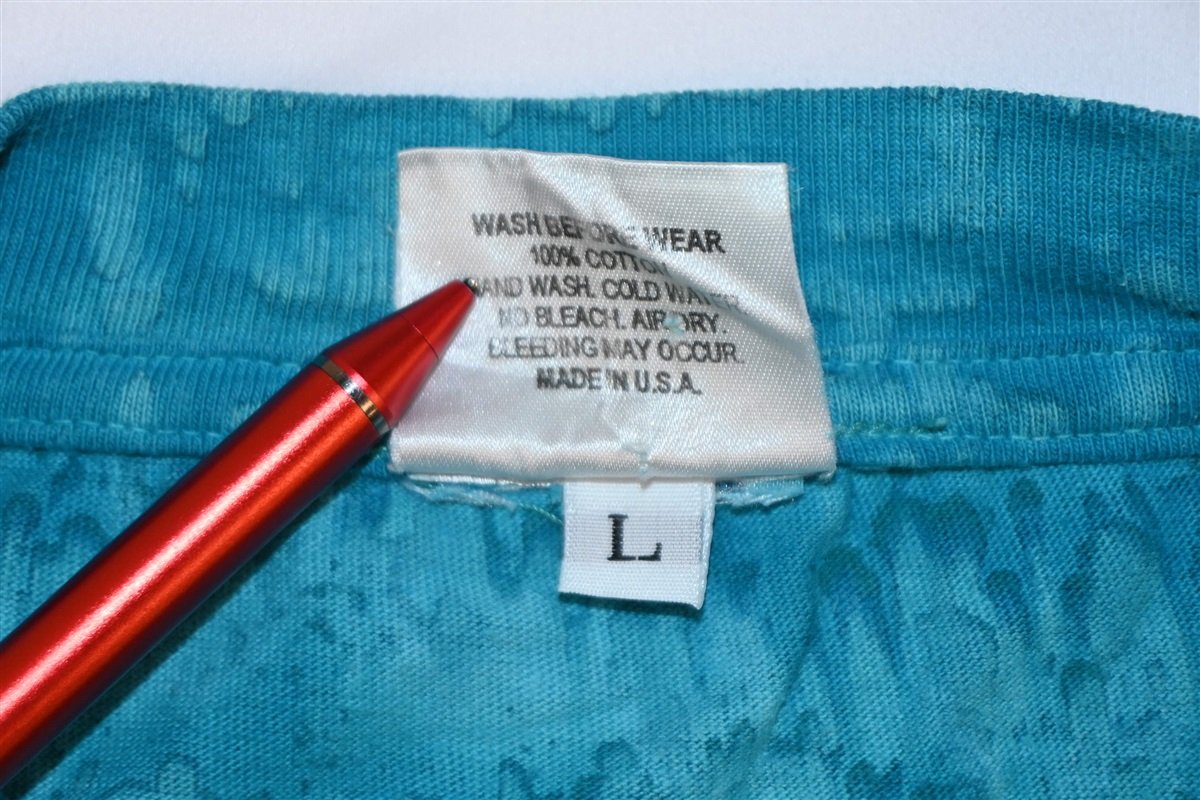 WASH BEFORE WEAR
100% COTTON
HAND WASH. COLD WATER.
NO BLEACH. AIR DRY.
BLEEDING MAY OCCUR.
MADE IN U.S.A.
L